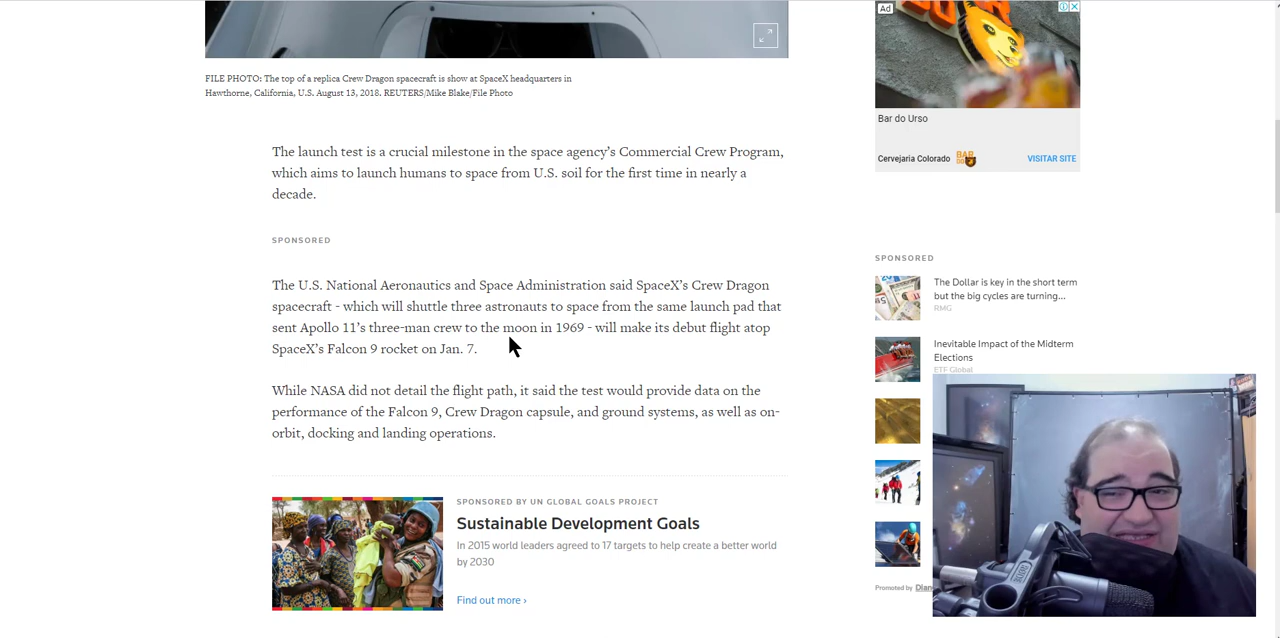 FILE PHOTO: The top of a replica Crew Dragon spacecraft is show at SpaceX headquarters in
Hawthorne, California, U.S. August 13, 2018. REUTERS/Mike Blake/File Photo
The launch test is a crucial milestone in the space agency’s Commercial Crew Program,
which aims to launch humans to space from U.S. soil for the first time in nearly a
decade.
SPONSORED
The U.S. National Aeronautics and Space Administration said SpaceX’s Crew Dragon
spacecraft - which will shuttle three astronauts to space from the same launch pad that
sent Apollo 11’s three-man crew to the moon in 1969 - will make its debut flight atop
SpaceX’s Falcon 9 rocket on Jan. 7.
While NASA did not detail the flight path, it said the test would provide data on the
performance of the Falcon 9, Crew Dragon capsule, and ground systems, as well as on-
orbit, docking and landing operations.
SPONSORED BY UN GLOBAL GOALS PROJECT
Sustainable Development Goals
In 2015 world leaders agreed to 17 targets to help create a better world
by 2030
Find out more ›
Ad
Bar do Urso
Cervejaria Colorado
BAR
VISITAR SITE
SPONSORED
The Dollar is key in the short term
but the big cycles are turning...
RMG
Inevitable Impact of the Midterm
Elections
ETF Global
Promoted by Dian